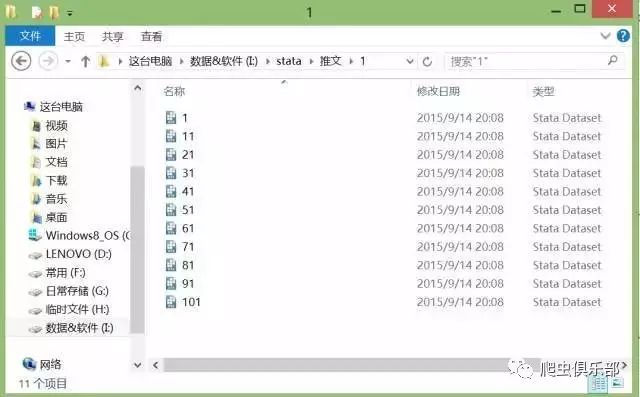 1
文件 主页 共享 查看
这台电脑 数据&软件 (I:) stata 推文 1 搜索"1"
名称 修改日期 类型
1 2015/9/14 20:08 Stata Dataset
11 2015/9/14 20:08 Stata Dataset
21 2015/9/14 20:08 Stata Dataset
31 2015/9/14 20:08 Stata Dataset
41 2015/9/14 20:08 Stata Dataset
51 2015/9/14 20:08 Stata Dataset
61 2015/9/14 20:08 Stata Dataset
71 2015/9/14 20:08 Stata Dataset
81 2015/9/14 20:08 Stata Dataset
91 2015/9/14 20:08 Stata Dataset
101 2015/9/14 20:08 Stata Dataset
这台电脑
视频
图片
文档
下载
音乐
桌面
Windows8_OS (C
LENOVO (D:)
常用 (F:)
日常存储 (G:)
临时文件 (H:)
数据&软件 (I:)
网络
11 个项目
爬虫俱乐部